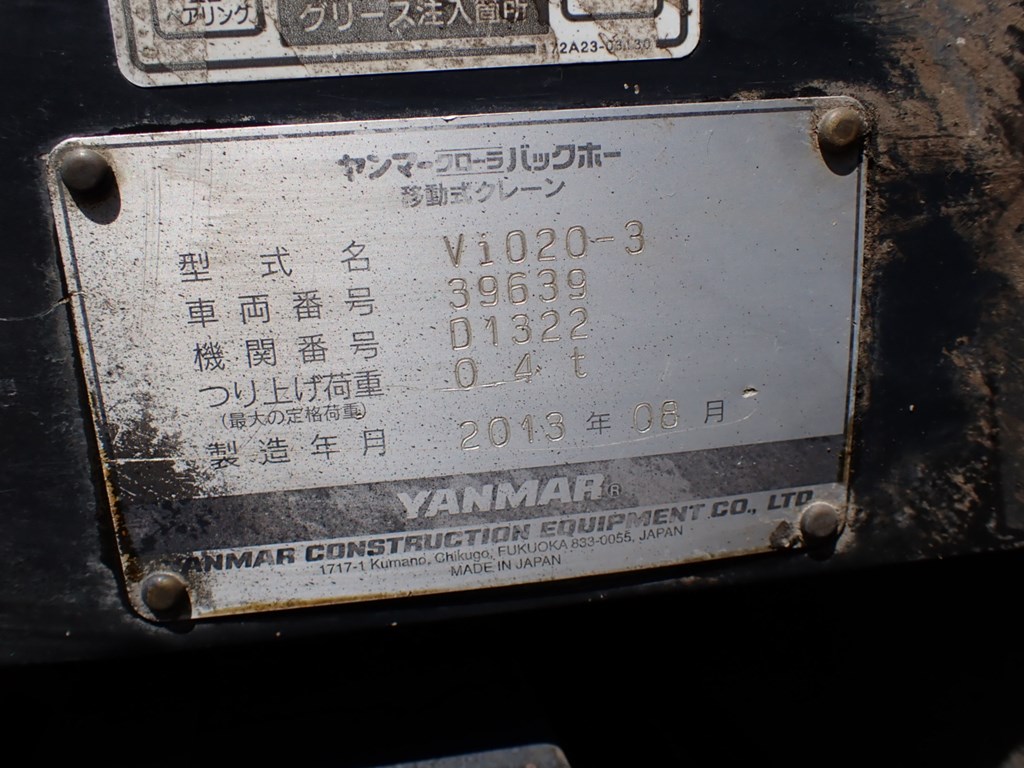 ベアリング
グリース注入箇所
172A23-03130
ヤンマークローラバックホー
移動式クレーン
型式名 ViO20-3
車両番号 39639
機関番号 D1322
つり上げ荷重 0.4t
(最大の定格荷重)
製造年月 2013年08月
YANMAR®
YANMAR CONSTRUCTION EQUIPMENT CO., LTD.
1717-1 Kumano, Chikugo, FUKUOKA 833-0055, JAPAN
MADE IN JAPAN